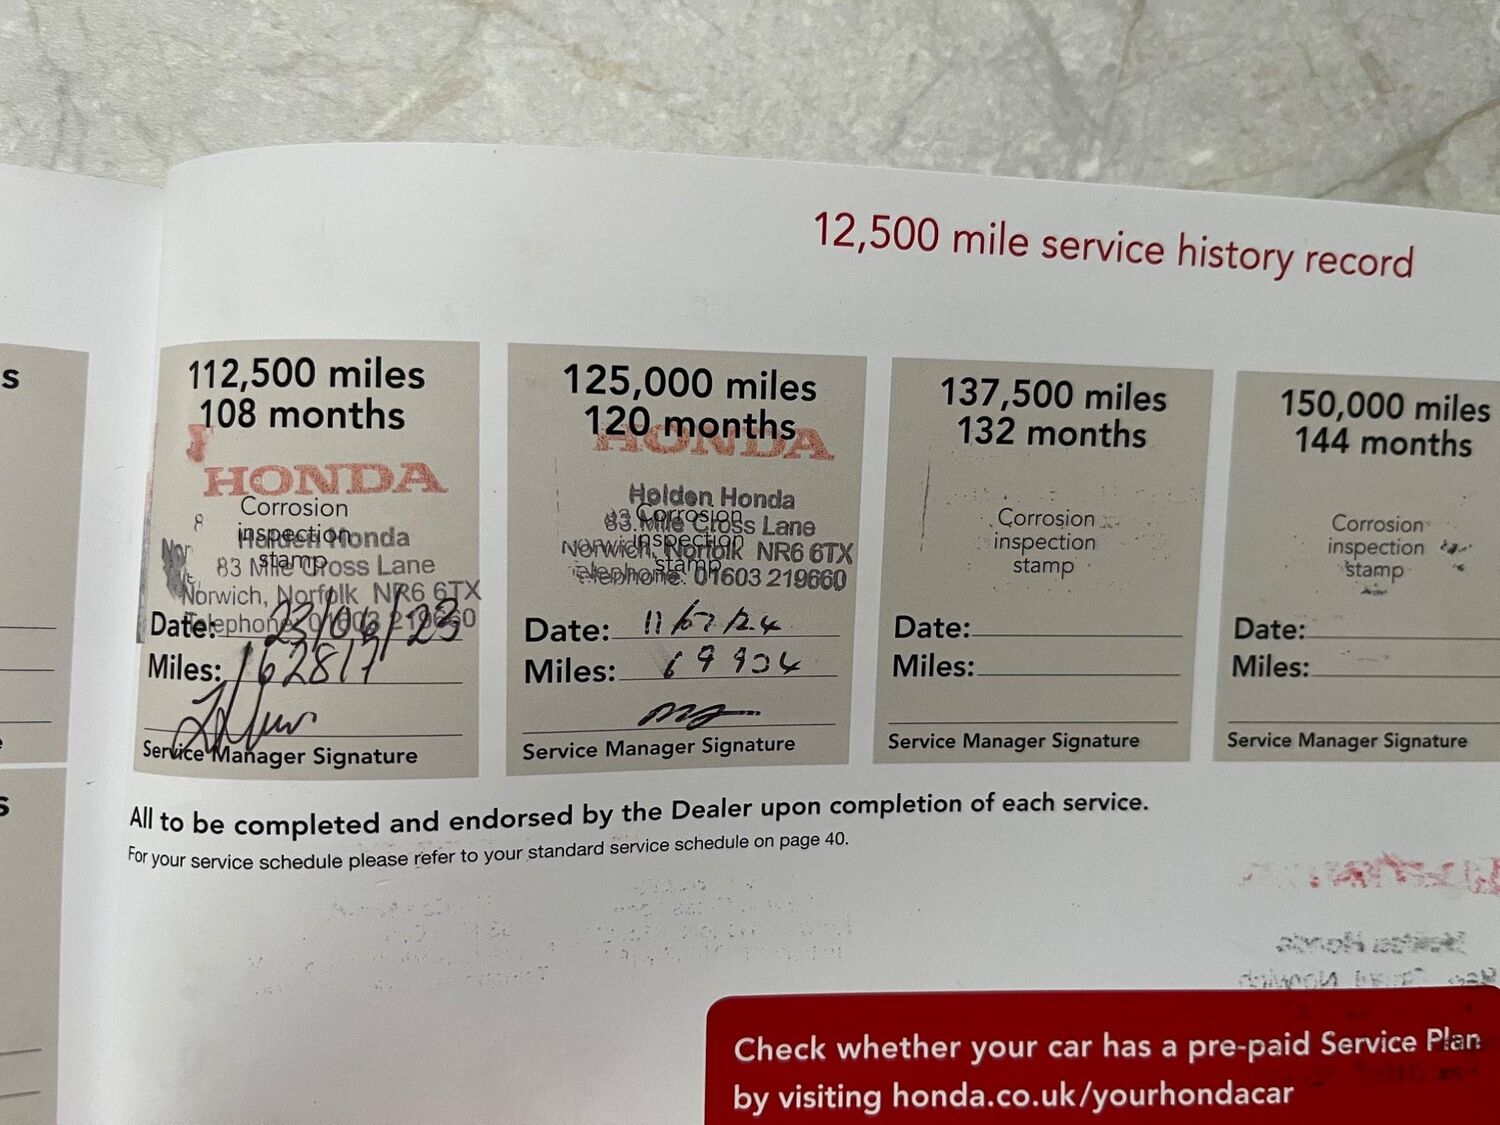 12,500 mile service history record
s
112,500 miles
108 months
HONDA
Corrosion
inspection
stamp
Holden Honda
83 Mile Cross Lane
Norwich, Norfolk NR6 6TX
Telephone: 01603 219660
Date: 23/06/23
Miles: 62817
Service Manager Signature
125,000 miles
120 months
HONDA
Corrosion
inspection
stamp
Holden Honda
83 Mile Cross Lane
Norwich, Norfolk NR6 6TX
elephone: 01603 219660
Date: 11/07/24
Miles: 69934
Service Manager Signature
137,500 miles
132 months
Corrosion
inspection
stamp
Date:
Miles:
Service Manager Signature
150,000 miles
144 months
Corrosion
inspection
stamp
Date:
Miles:
Service Manager Signature
s
All to be completed and endorsed by the Dealer upon completion of each service.
For your service schedule please refer to your standard service schedule on page 40.
Check whether your car has a pre-paid Service Plan
by visiting honda.co.uk/yourhondacar